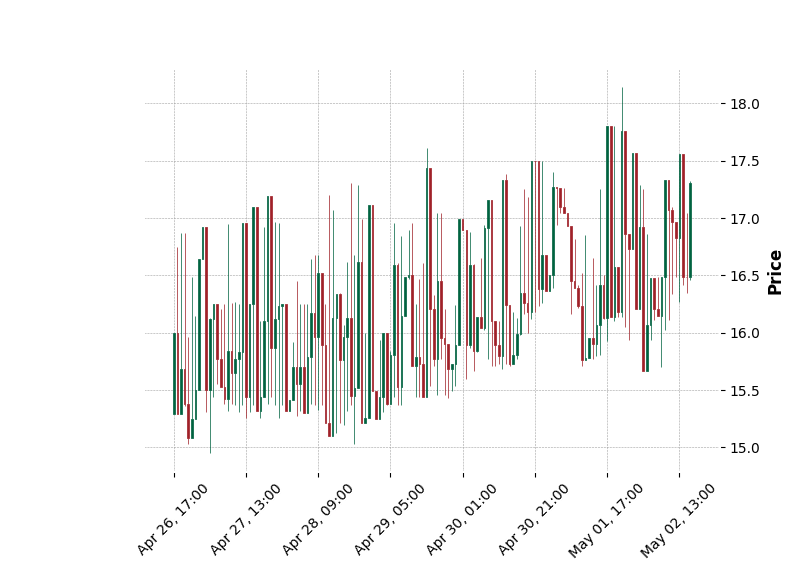 18.0
17.5
17.0
16.5
16.0
15.5
15.0
Price
Apr 26, 17:00
Apr 27, 13:00
Apr 28, 09:00
Apr 29, 05:00
Apr 30, 01:00
Apr 30, 21:00
May 01, 17:00
May 02, 13:00